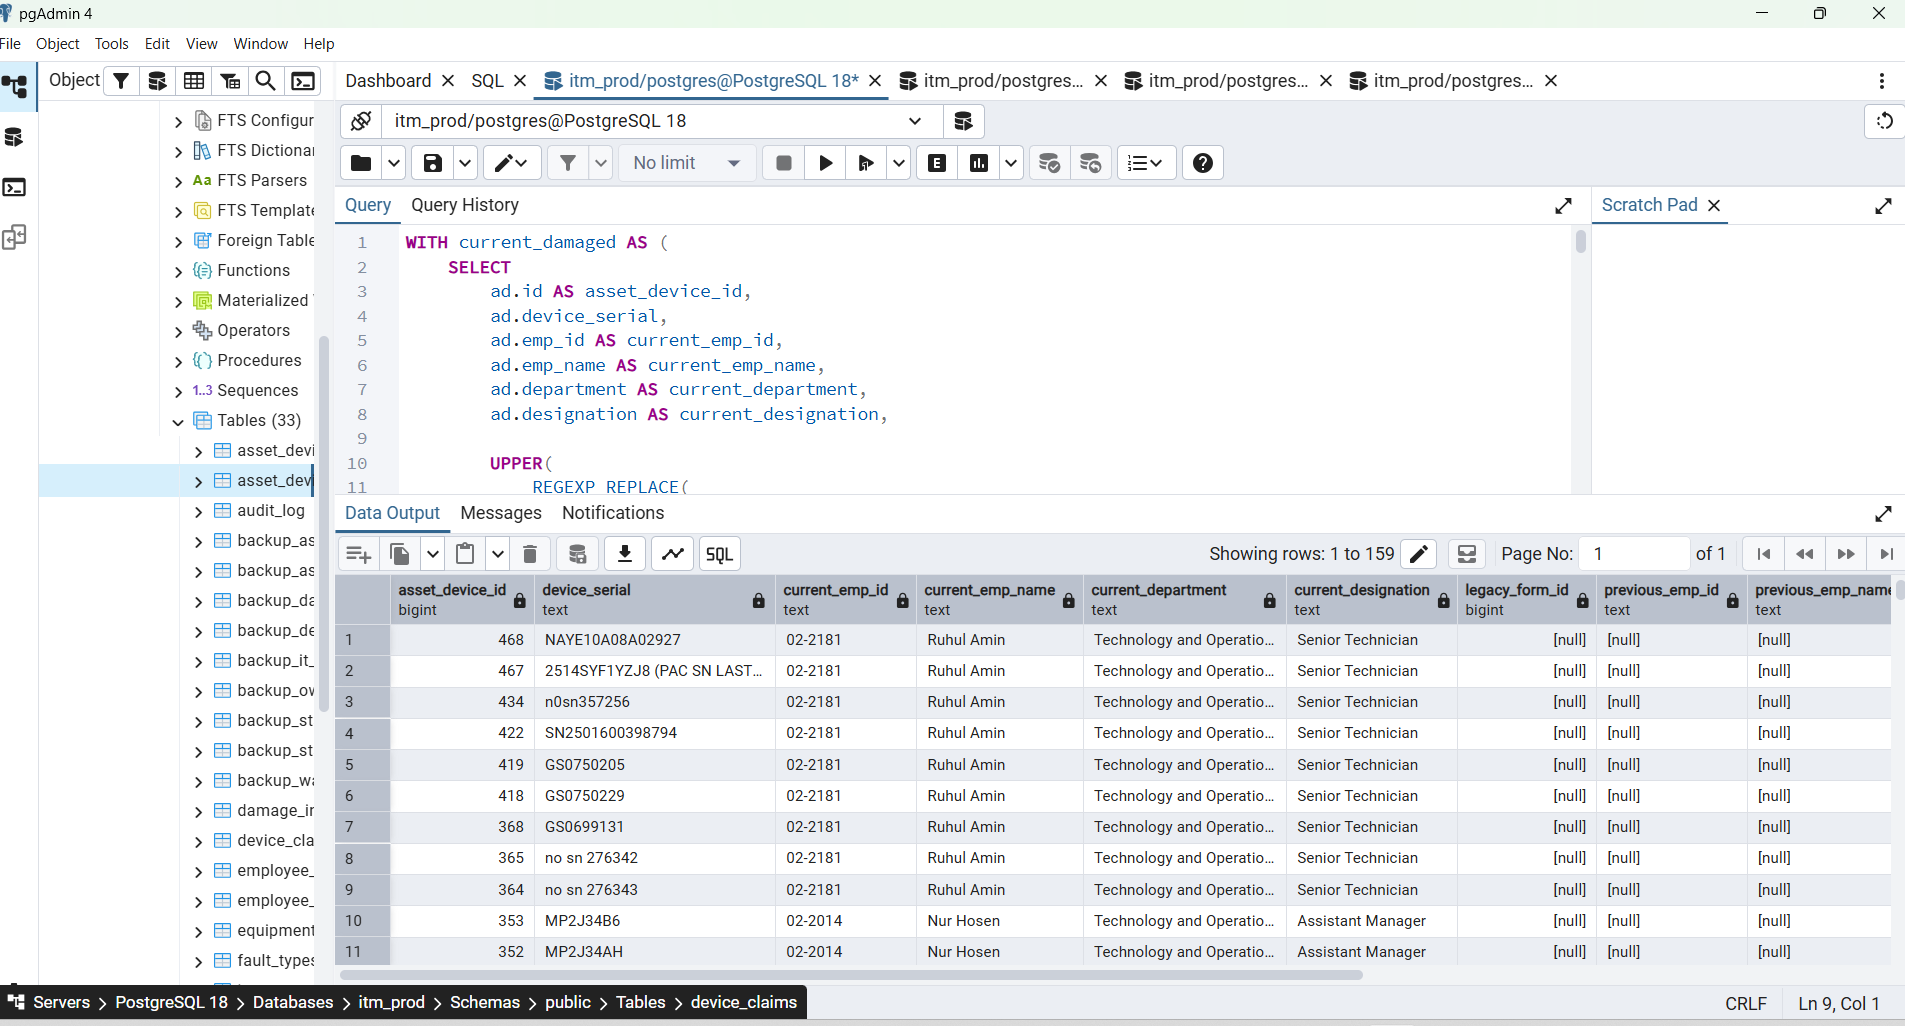 pgAdmin 4
File Object Tools Edit View Window Help
Object
Dashboard SQL itm_prod/postgres@PostgreSQL 18* itm_prod/postgres... itm_prod/postgres... itm_prod/postgres...
itm_prod/postgres@PostgreSQL 18
No limit
E
Query Query History
Scratch Pad
FTS Configur
FTS Dictionar
Aa FTS Parsers
FTS Template
Foreign Table
Functions
Materialized
Operators
Procedures
1..3 Sequences
Tables (33)
asset_devi
asset_dev
audit_log
backup_as
backup_as
backup_da
backup_de
backup_it_
backup_ov
backup_st
backup_st
backup_wa
damage_ir
device_cla
employee_
employee_
equipment
fault_types
1 WITH current_damaged AS (
2 SELECT
3 ad.id AS asset_device_id,
4 ad.device_serial,
5 ad.emp_id AS current_emp_id,
6 ad.emp_name AS current_emp_name,
7 ad.department AS current_department,
8 ad.designation AS current_designation,
9
10 UPPER(
11 REGEXP_REPLACE(
Data Output Messages Notifications
SQL Showing rows: 1 to 159 Page No: 1 of 1
asset_device_id device_serial current_emp_id current_emp_name current_department current_designation legacy_form_id previous_emp_id previous_emp_name
bigint text text text text text bigint text text
1 468 NAYE10A08A02927 02-2181 Ruhul Amin Technology and Operatio... Senior Technician [null] [null] [null]
2 467 2514SYF1YZJ8 (PAC SN LAST... 02-2181 Ruhul Amin Technology and Operatio... Senior Technician [null] [null] [null]
3 434 n0sn357256 02-2181 Ruhul Amin Technology and Operatio... Senior Technician [null] [null] [null]
4 422 SN2501600398794 02-2181 Ruhul Amin Technology and Operatio... Senior Technician [null] [null] [null]
5 419 GS0750205 02-2181 Ruhul Amin Technology and Operatio... Senior Technician [null] [null] [null]
6 418 GS0750229 02-2181 Ruhul Amin Technology and Operatio... Senior Technician [null] [null] [null]
7 368 GS0699131 02-2181 Ruhul Amin Technology and Operatio... Senior Technician [null] [null] [null]
8 365 no sn 276342 02-2181 Ruhul Amin Technology and Operatio... Senior Technician [null] [null] [null]
9 364 no sn 276343 02-2181 Ruhul Amin Technology and Operatio... Senior Technician [null] [null] [null]
10 353 MP2J34B6 02-2014 Nur Hosen Technology and Operatio... Assistant Manager [null] [null] [null]
11 352 MP2J34AH 02-2014 Nur Hosen Technology and Operatio... Assistant Manager [null] [null] [null]
Servers > PostgreSQL 18 > Databases > itm_prod > Schemas > public > Tables > device_claims
CRLF Ln 9, Col 1